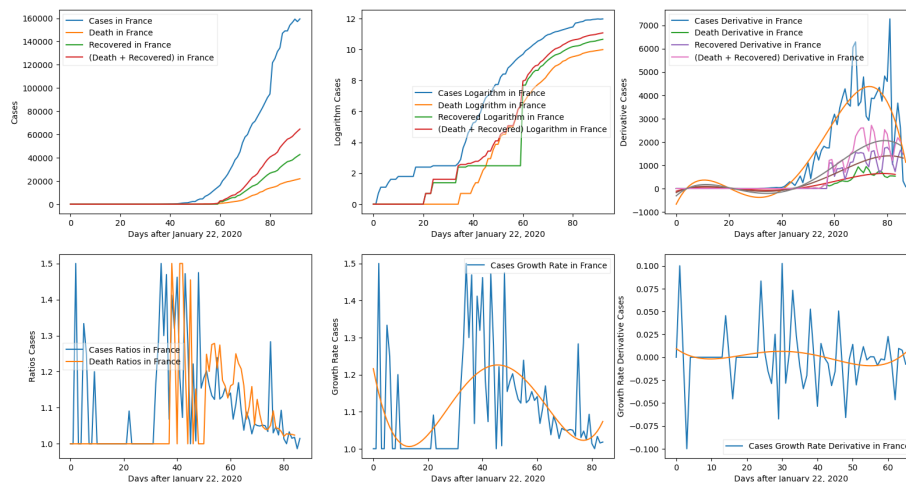 160000
140000
120000
100000
80000
60000
40000
20000
0
Cases
Cases in France
Death in France
Recovered in France
(Death + Recovered) in France
0 20 40 60 80
Days after January 22, 2020
12
10
8
6
4
2
0
Logarithm Cases
Cases Logarithm in France
Death Logarithm in France
Recovered Logarithm in France
(Death + Recovered) Logarithm in France
0 20 40 60 80
Days after January 22, 2020
7000
6000
5000
4000
3000
2000
1000
0
−1000
Derivative Cases
Cases Derivative in France
Death Derivative in France
Recovered Derivative in France
(Death + Recovered) Derivative in France
0 20 40 60 80
Days after January 22, 2020
1.5
1.4
1.3
1.2
1.1
1.0
Ratios Cases
Cases Ratios in France
Death Ratios in France
0 20 40 60 80
Days after January 22, 2020
1.5
1.4
1.3
1.2
1.1
1.0
Growth Rate Cases
Cases Growth Rate in France
0 20 40 60 80
Days after January 22, 2020
0.100
0.075
0.050
0.025
0.000
−0.025
−0.050
−0.075
−0.100
Growth Rate Derivative Cases
Cases Growth Rate Derivative in France
0 10 20 30 40 50 60
Days after January 22, 2020